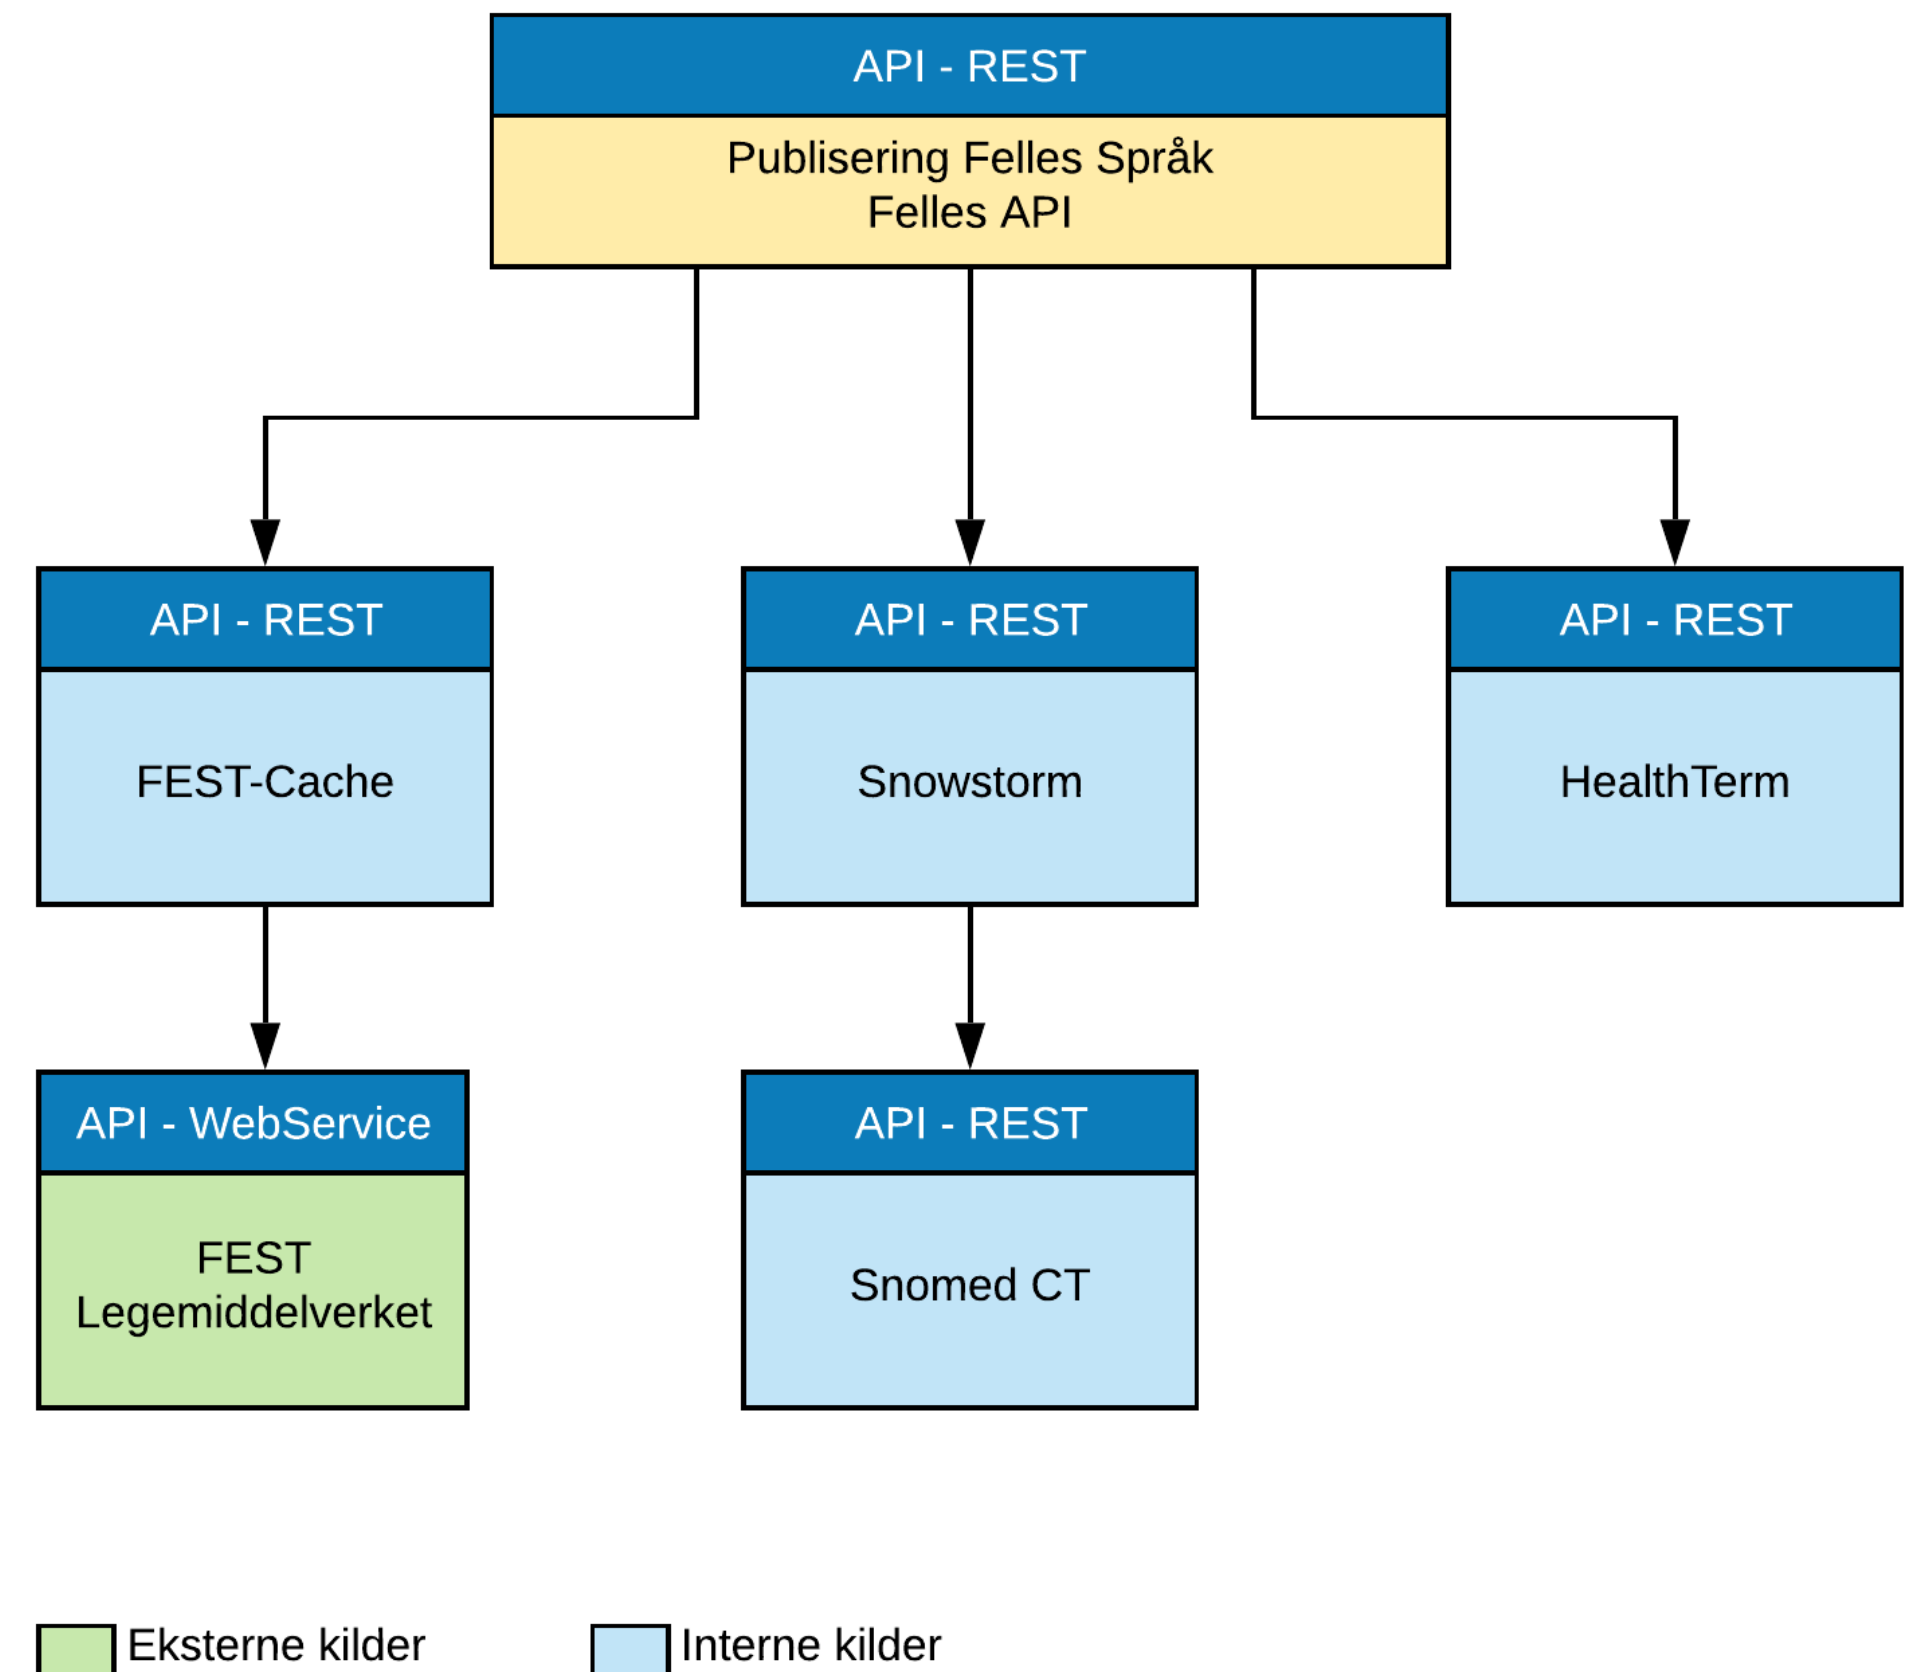 API - REST
Publisering Felles Språk
Felles API
API - REST
API - REST
API - REST
FEST-Cache
Snowstorm
HealthTerm
API - WebService
API - REST
FEST
Legemiddelverket
Snomed CT
Eksterne kilder
Interne kilder